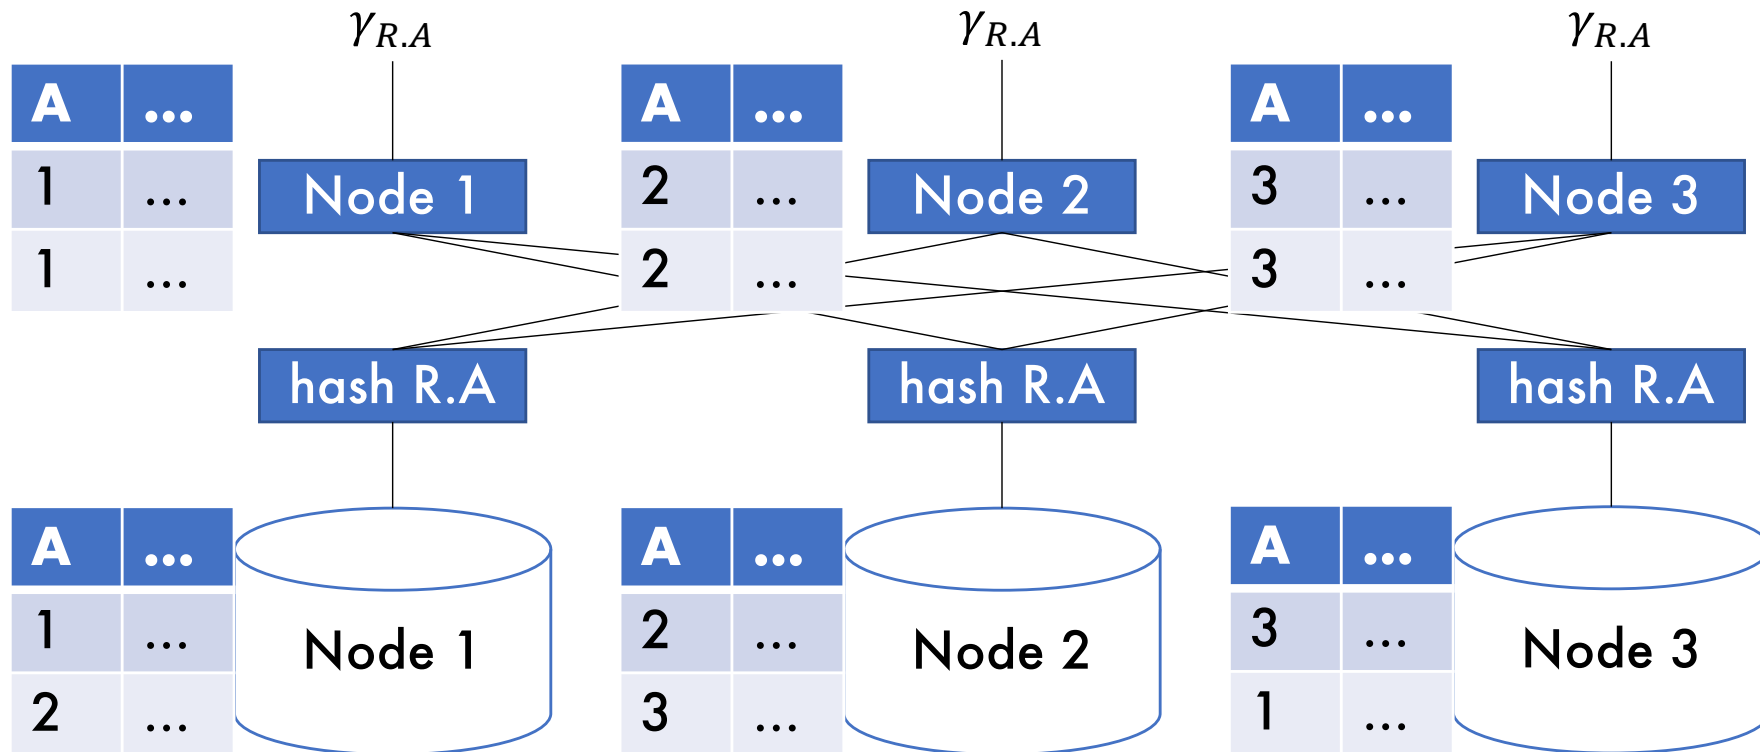 γR.A γR.A γR.A
A ... A ... A ...
1 ... Node 1 2 ... Node 2 3 ... Node 3
1 ... 2 ... 3 ...
hash R.A hash R.A hash R.A
A ... A ... A ...
1 ... Node 1 2 ... Node 2 3 ... Node 3
2 ... 3 ... 1 ...